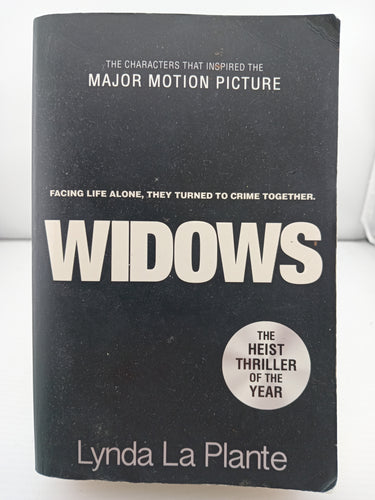 THE CHARACTERS THAT INSPIRED THE
MAJOR MOTION PICTURE
FACING LIFE ALONE, THEY TURNED TO CRIME TOGETHER.
WIDOWS
THE
HEIST
THRILLER
OF THE
YEAR
Lynda La Plante